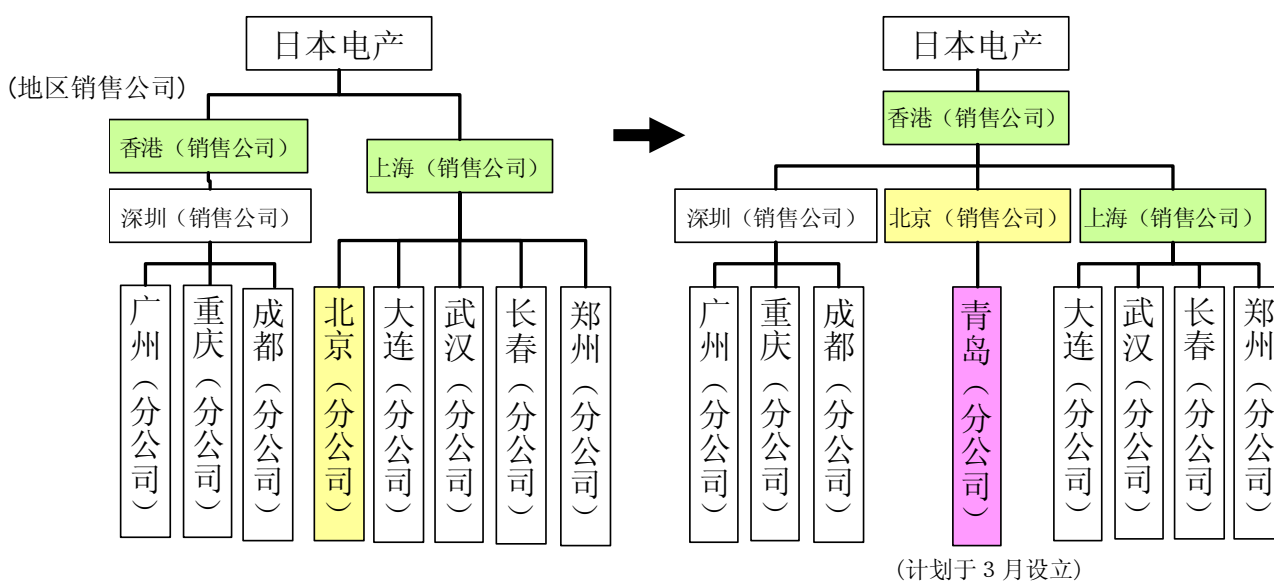 日本电产
(地区销售公司)
香港（销售公司）
上海（销售公司）
深圳（销售公司）
广州（分公司）
重庆（分公司）
成都（分公司）
北京（分公司）
大连（分公司）
武汉（分公司）
长春（分公司）
郑州（分公司）
日本电产
香港（销售公司）
深圳（销售公司）
北京（销售公司）
上海（销售公司）
广州（分公司）
重庆（分公司）
成都（分公司）
青岛（分公司）
大连（分公司）
武汉（分公司）
长春（分公司）
郑州（分公司）
(计划于 3 月设立)